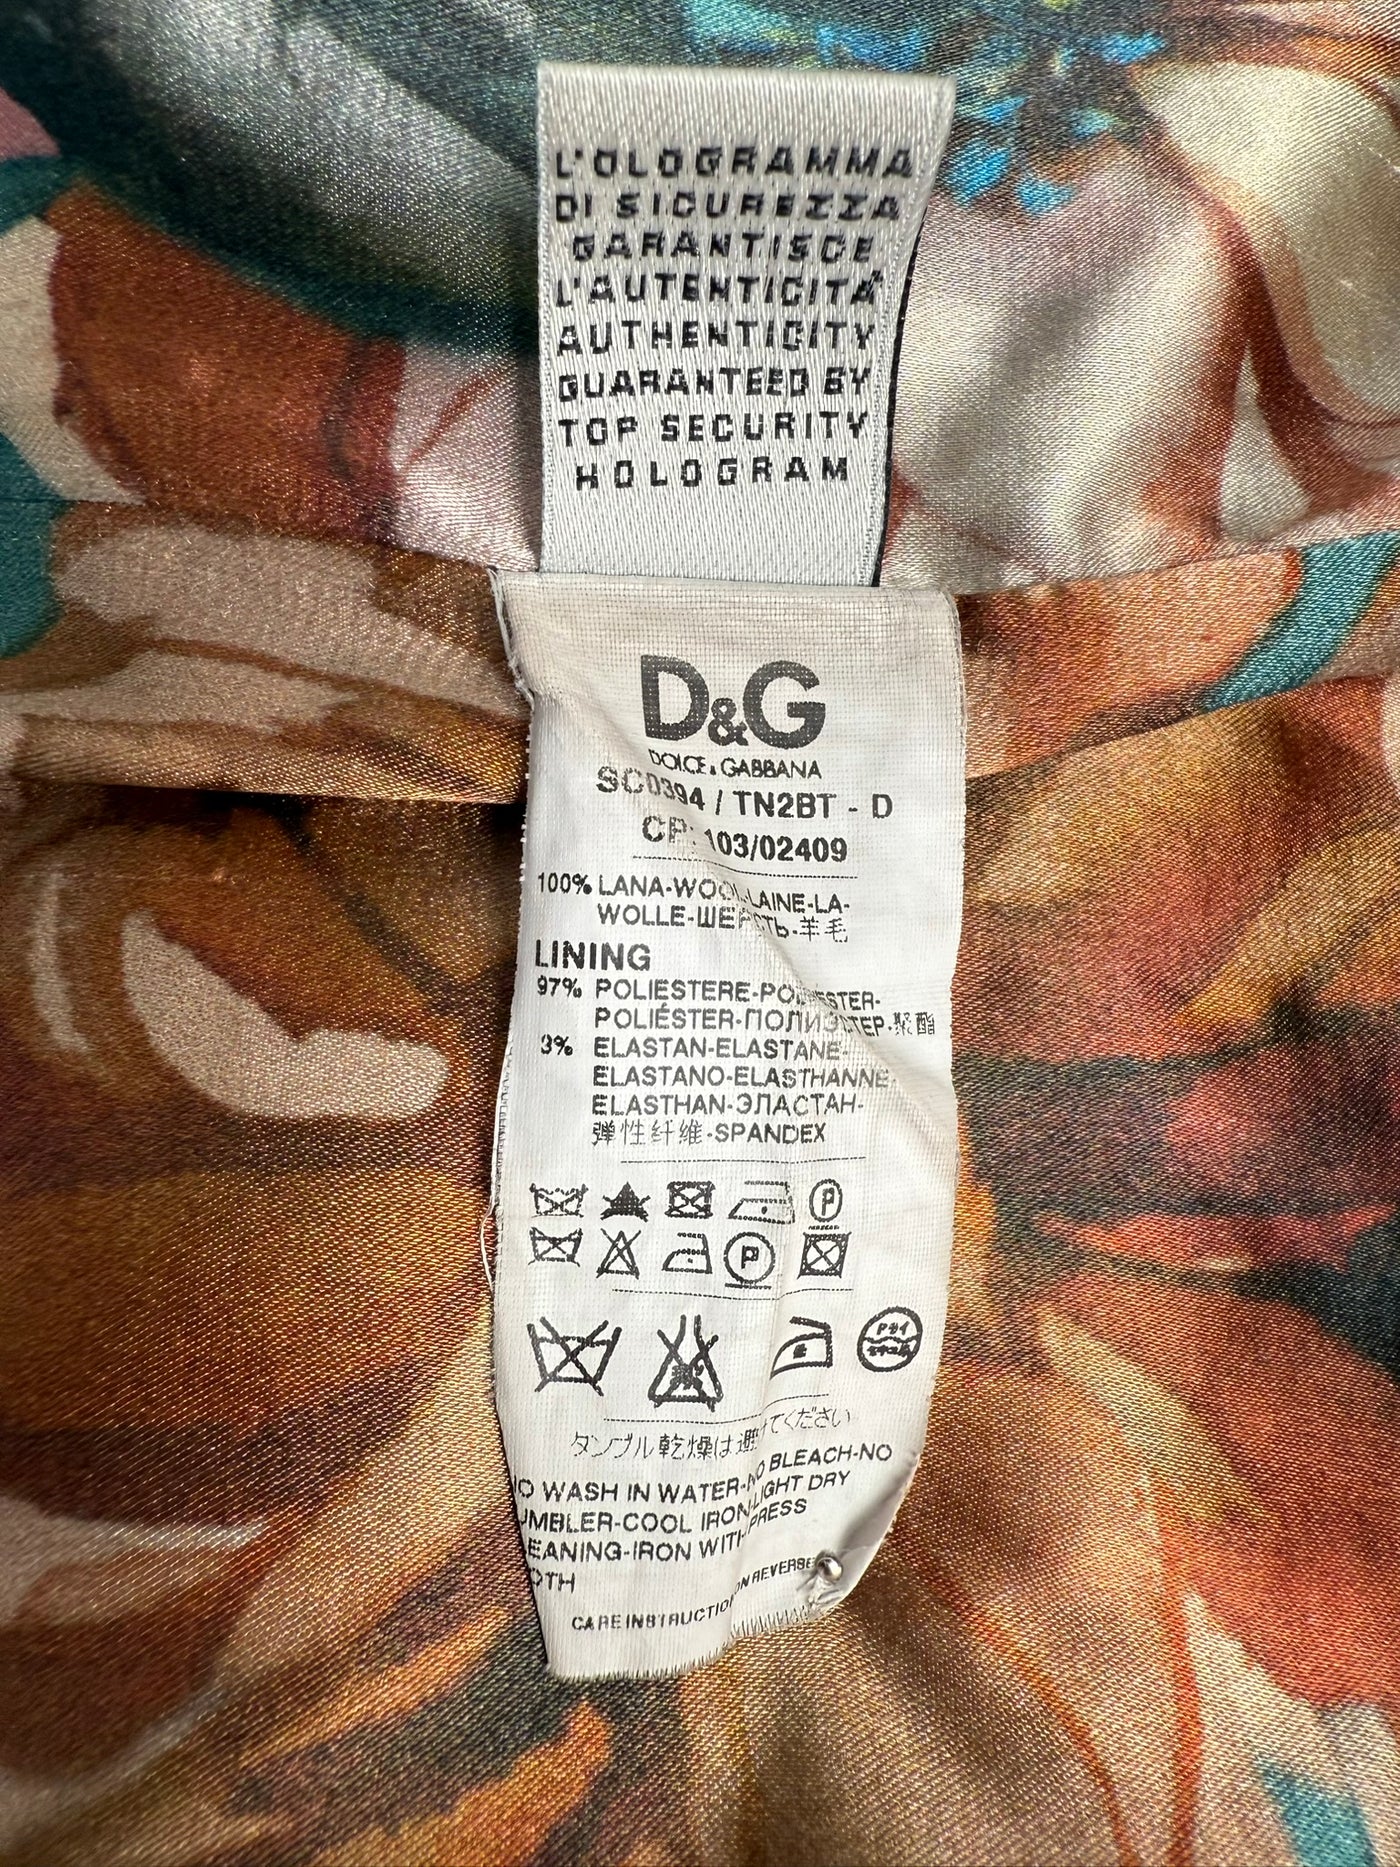 L'OLOGRAMMA
DI SICUREZZA
GARANTISCE
L'AUTENTICITÀ
AUTHENTICITY
GUARANTEED BY
TOP SECURITY
HOLOGRAM
D&G
DOLCE & GABBANA
SC0394 / TN2BT - D
CP: 103/02409
100% LANA-WOOL-LAINE-LA-
WOLLE-ШЕРСТЬ-羊毛
LINING
97% POLIESTERE-POLYESTER-
POLIÉSTER-ПОЛИЭСТЕР-聚酯
3% ELASTAN-ELASTANE-
ELASTANO-ELASTHANNE-
ELASTHAN-ЭЛАСТАН-
弹性纤维-SPANDEX
P
P
タンブル乾燥は避けてください
NO WASH IN WATER-NO BLEACH-NO
UMBLER-COOL IRON-LIGHT DRY
EANING-IRON WITH PRESS
OTH
CARE INSTRUCTION ON REVERSE